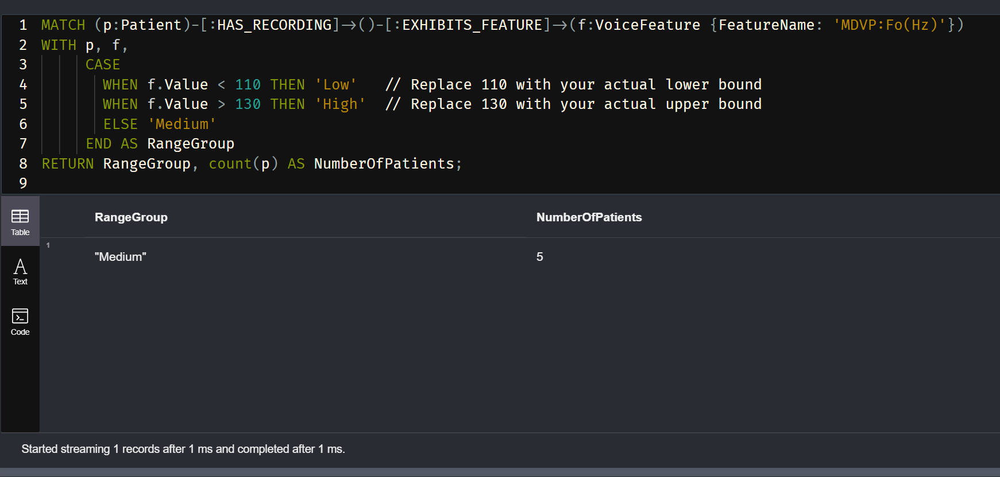 1 MATCH (p:Patient)-[:HAS_RECORDING]->()-[:EXHIBITS_FEATURE]->(f:VoiceFeature {FeatureName: 'MDVP:Fo(Hz)'})
2 WITH p, f,
3 CASE
4 WHEN f.Value < 110 THEN 'Low' // Replace 110 with your actual lower bound
5 WHEN f.Value > 130 THEN 'High' // Replace 130 with your actual upper bound
6 ELSE 'Medium'
7 END AS RangeGroup
8 RETURN RangeGroup, count(p) AS NumberOfPatients;
9
RangeGroup NumberOfPatients
Table
1
"Medium" 5
A
Text
Code
Started streaming 1 records after 1 ms and completed after 1 ms.